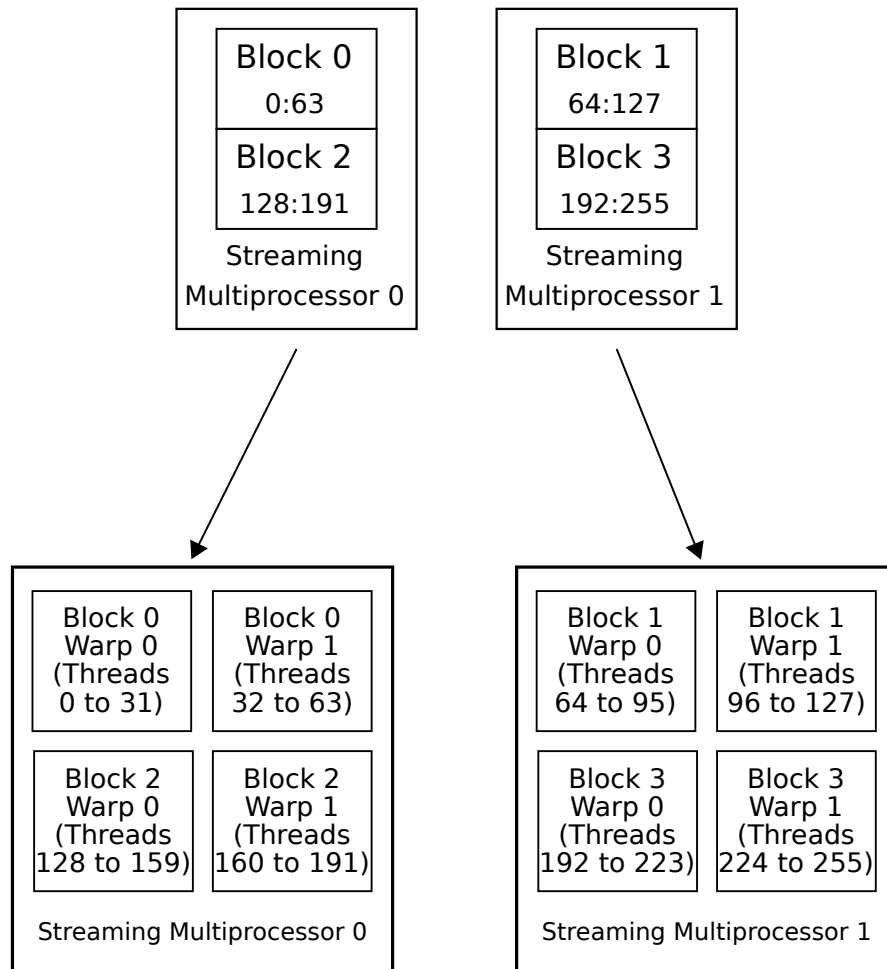 Block 0
0:63
Block 2
128:191
Streaming
Multiprocessor 0
Block 1
64:127
Block 3
192:255
Streaming
Multiprocessor 1
Block 0
Warp 0
(Threads
0 to 31)
Block 0
Warp 1
(Threads
32 to 63)
Block 2
Warp 0
(Threads
128 to 159)
Block 2
Warp 1
(Threads
160 to 191)
Streaming Multiprocessor 0
Block 1
Warp 0
(Threads
64 to 95)
Block 1
Warp 1
(Threads
96 to 127)
Block 3
Warp 0
(Threads
192 to 223)
Block 3
Warp 1
(Threads
224 to 255)
Streaming Multiprocessor 1